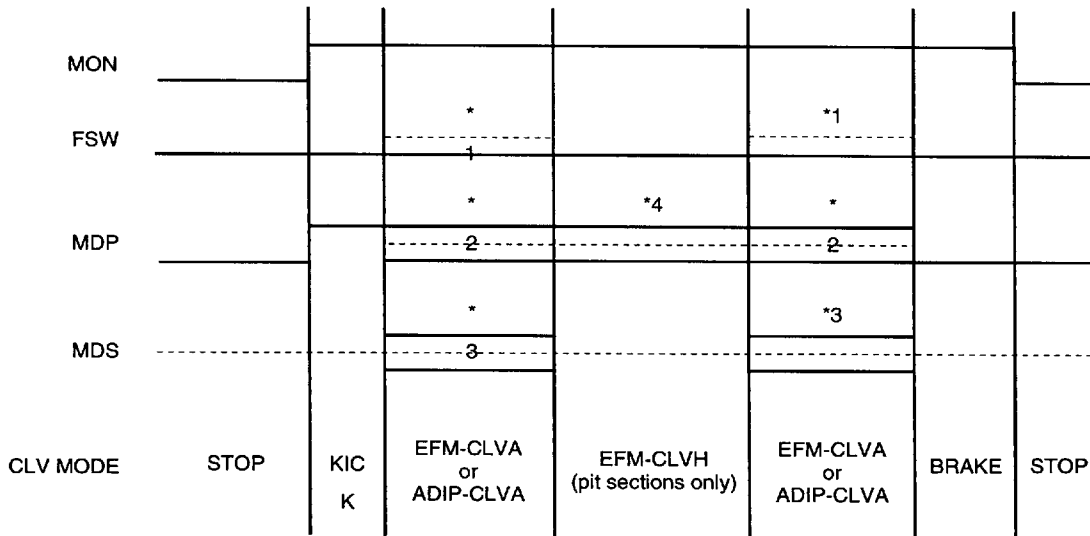 MON
* *1
FSW
1
* *4 *
MDP 2 2
* *3
MDS 3
CLV MODE STOP KIC EFM-CLVA EFM-CLVH EFM-CLVA BRAKE STOP
K or (pit sections only) or
ADIP-CLVA ADIP-CLVA